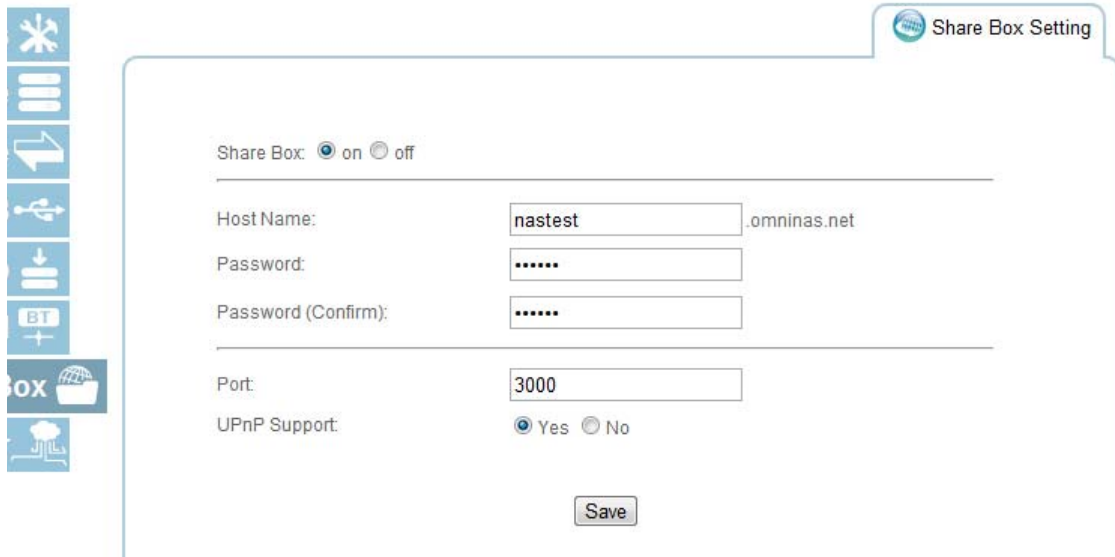 Share Box Setting
Share Box: on off
Host Name: nastest .omninas.net
Password: ••••••
Password (Confirm): ••••••
BT
Box
Port: 3000
UPnP Support: Yes No
Save